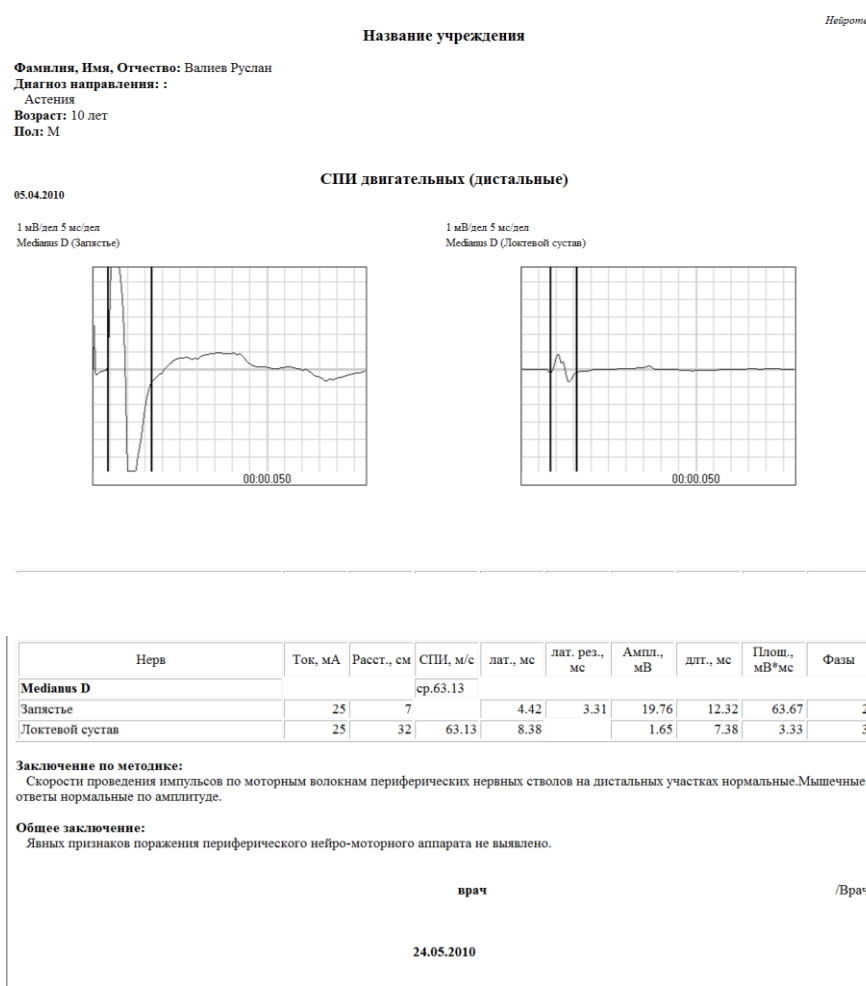 Нейроте
Название учреждения
Фамилия, Имя, Отчество: Валиев Руслан
Диагноз направления: :
Астения
Возраст: 10 лет
Пол: М
СПИ двигательных (дистальные)
05.04.2010
1 мВ/дел 5 мс/дел
Medianus D (Запястье)
1 мВ/дел 5 мс/дел
Medianus D (Локтевой сустав)
00:00.050
00:00.050
Нерв Ток, мА Расст., см СПИ, м/с лат., мс лат. рез., мс Ампл., мВ длт., мс Площ., мВ*мс Фазы
Medianus D ср.63.13
Запястье 25 7 4.42 3.31 19.76 12.32 63.67 2
Локтевой сустав 25 32 63.13 8.38 1.65 7.38 3.33 3
Заключение по методике:
Скорости проведения импульсов по моторным волокнам периферических нервных стволов на дистальных участках нормальные.Мышечные
ответы нормальные по амплитуде.
Общее заключение:
Явных признаков поражения периферического нейро-моторного аппарата не выявлено.
врач /Врач
24.05.2010